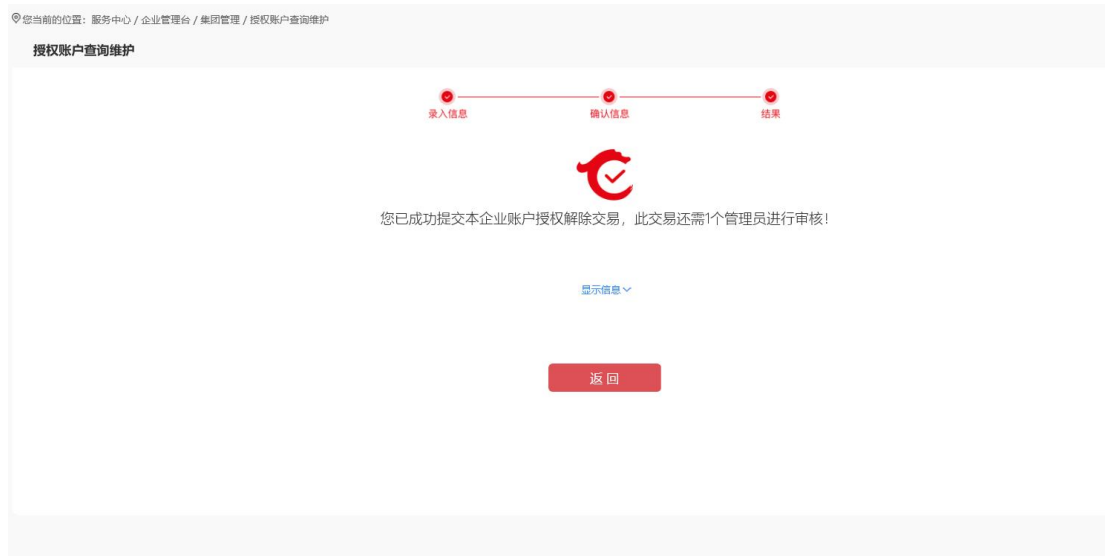 您当前的位置：服务中心 / 企业管理台 / 集团管理 / 授权账户查询维护
授权账户查询维护
录入信息 确认信息 结果
您已成功提交本企业账户授权解除交易，此交易还需1个管理员进行审核！
显示信息
返回